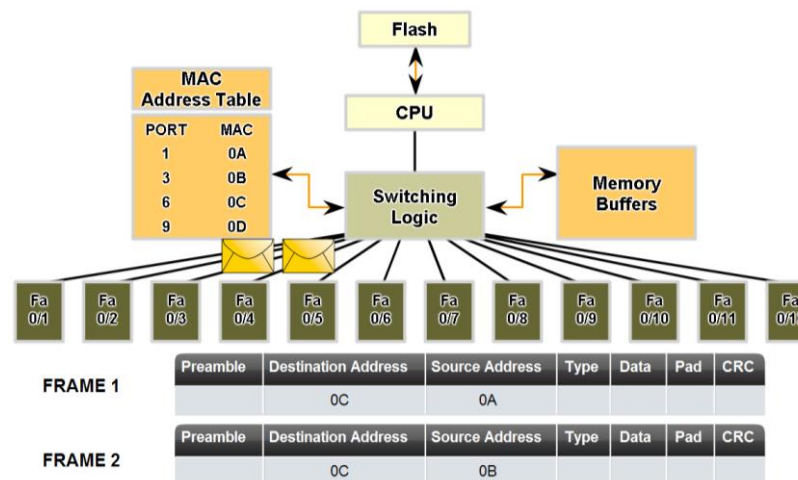 Flash
MAC
Address Table
CPU
PORT MAC
1 0A
3 0B
6 0C
9 0D
Switching
Logic
Memory
Buffers
Fa
0/1
Fa
0/2
Fa
0/3
Fa
0/4
Fa
0/5
Fa
0/6
Fa
0/7
Fa
0/8
Fa
0/9
Fa
0/10
Fa
0/11
Fa
FRAME 1
Preamble Destination Address Source Address Type Data Pad CRC
0C 0A
FRAME 2
Preamble Destination Address Source Address Type Data Pad CRC
0C 0B